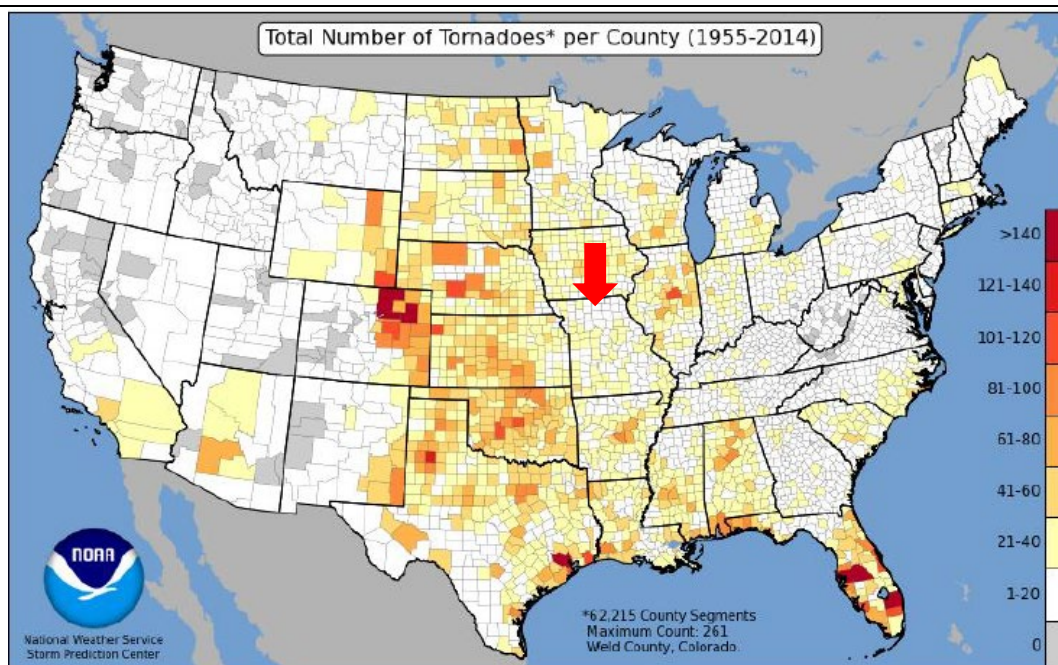 Total Number of Tornadoes* per County (1955-2014)
>140
121-140
101-120
81-100
61-80
41-60
21-40
1-20
0
NOAA
National Weather Service
Storm Prediction Center
*62,215 County Segments
Maximum Count: 261
Weld County, Colorado.